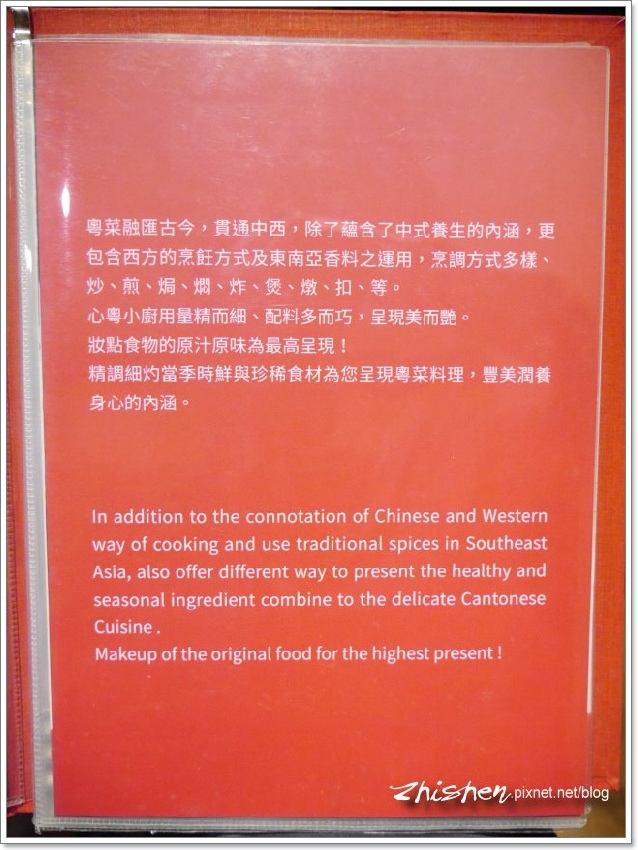 粵菜融匯古今，貫通中西，除了蘊含了中式養生的內涵，更
包含西方的烹飪方式及東南亞香料之運用，烹調方式多樣、
炒、煎、焗、燜、炸、煲、燉、扣、等。
心粵小廚用量精而細、配料多而巧，呈現美而艷。
妝點食物的原汁原味為最高呈現！
精調細灼當季時鮮與珍稀食材為您呈現粵菜料理，豐美潤養
身心的內涵。
In addition to the connotation of Chinese and Western
way of cooking and use traditional spices in Southeast
Asia, also offer different way to present the healthy and
seasonal ingredient combine to the delicate Cantonese
Cuisine .
Makeup of the original food for the highest present !
zhishen.pixnet.net/blog